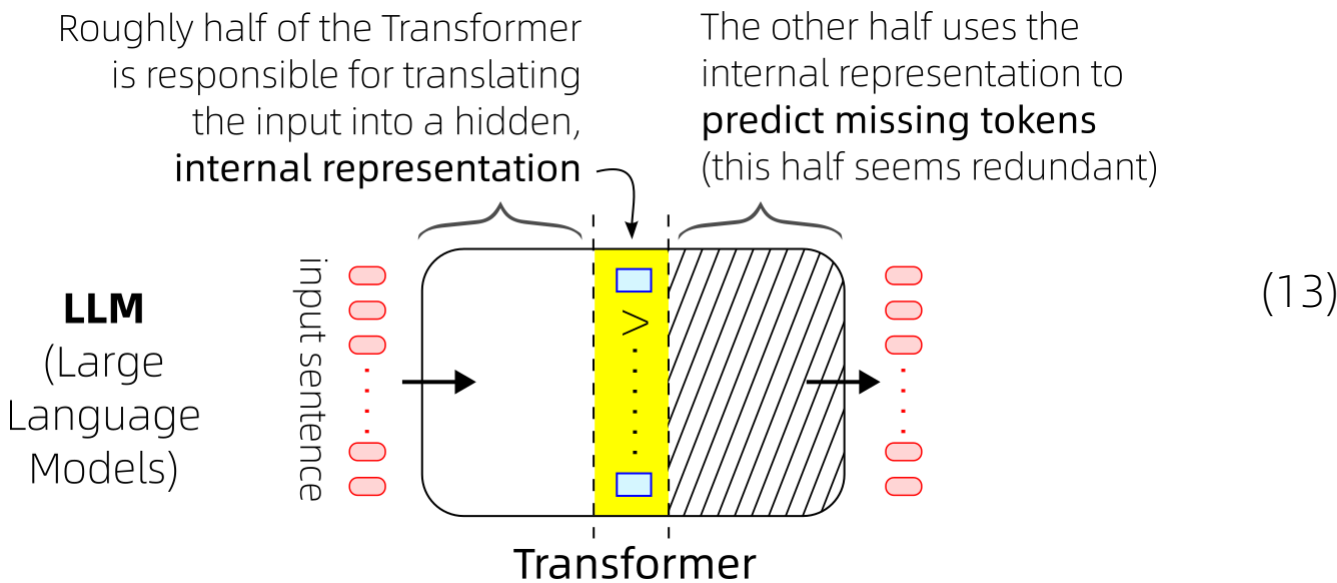 Roughly half of the Transformer
is responsible for translating
the input into a hidden,
internal representation
The other half uses the
internal representation to
predict missing tokens
(this half seems redundant)
LLM
(Large
Language
Models)
input sentence
>
Transformer
(13)